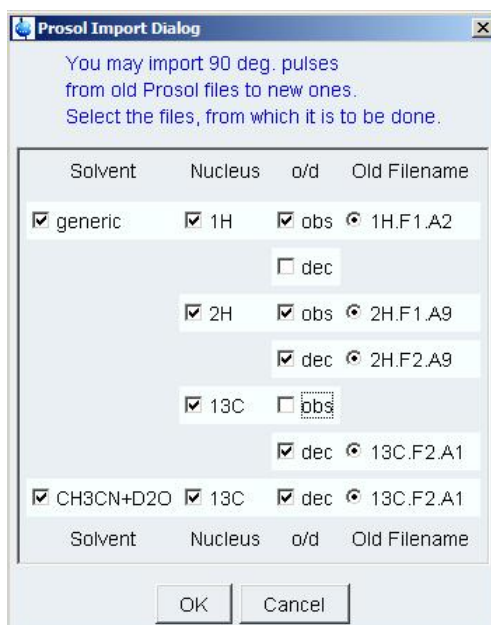 Prosol Import Dialog
You may import 90 deg. pulses
from old Prosol files to new ones.
Select the files, from which it is to be done.
Solvent Nucleus o/d Old Filename
generic 1H obs 1H.F1.A2
dec
2H obs 2H.F1.A9
dec 2H.F2.A9
13C obs
dec 13C.F2.A1
CH3CN+D2O 13C dec 13C.F2.A1
Solvent Nucleus o/d Old Filename
OK Cancel